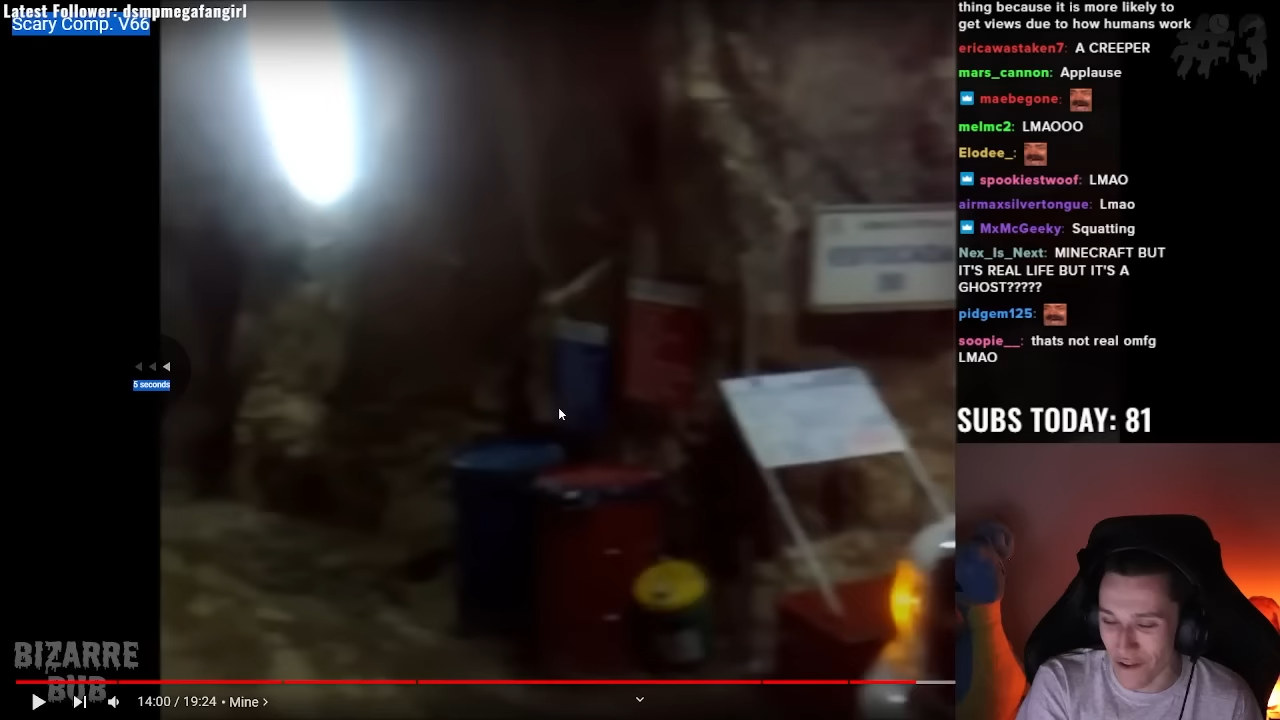 Latest Follower: dsmpmegafangirl
Scary Comp. V66
#3
5 seconds
BIZARRE
BUB
14:00 / 19:24 • Mine
thing because it is more likely to
get views due to how humans work
ericawastaken7: A CREEPER
mars_cannon: Applause
maebegone:
melmc2: LMAOOO
Elodee_:
spookiestwoof: LMAO
airmaxsilvertongue: Lmao
MxMcGeeky: Squatting
Nex_Is_Next: MINECRAFT BUT
IT'S REAL LIFE BUT IT'S A
GHOST?????
pidgem125:
soopie__: thats not real omfg
LMAO
SUBS TODAY: 81